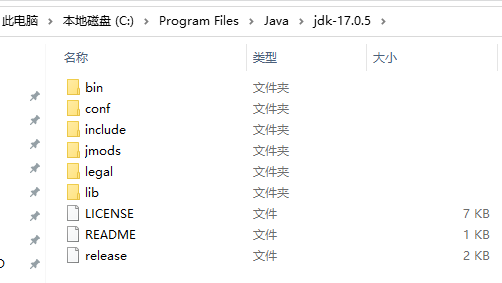 此电脑 › 本地磁盘 (C:) › Program Files › Java › jdk-17.0.5 ›
名称 类型 大小
bin 文件夹
conf 文件夹
include 文件夹
jmods 文件夹
legal 文件夹
lib 文件夹
LICENSE 文件 7 KB
README 文件 1 KB
release 文件 2 KB